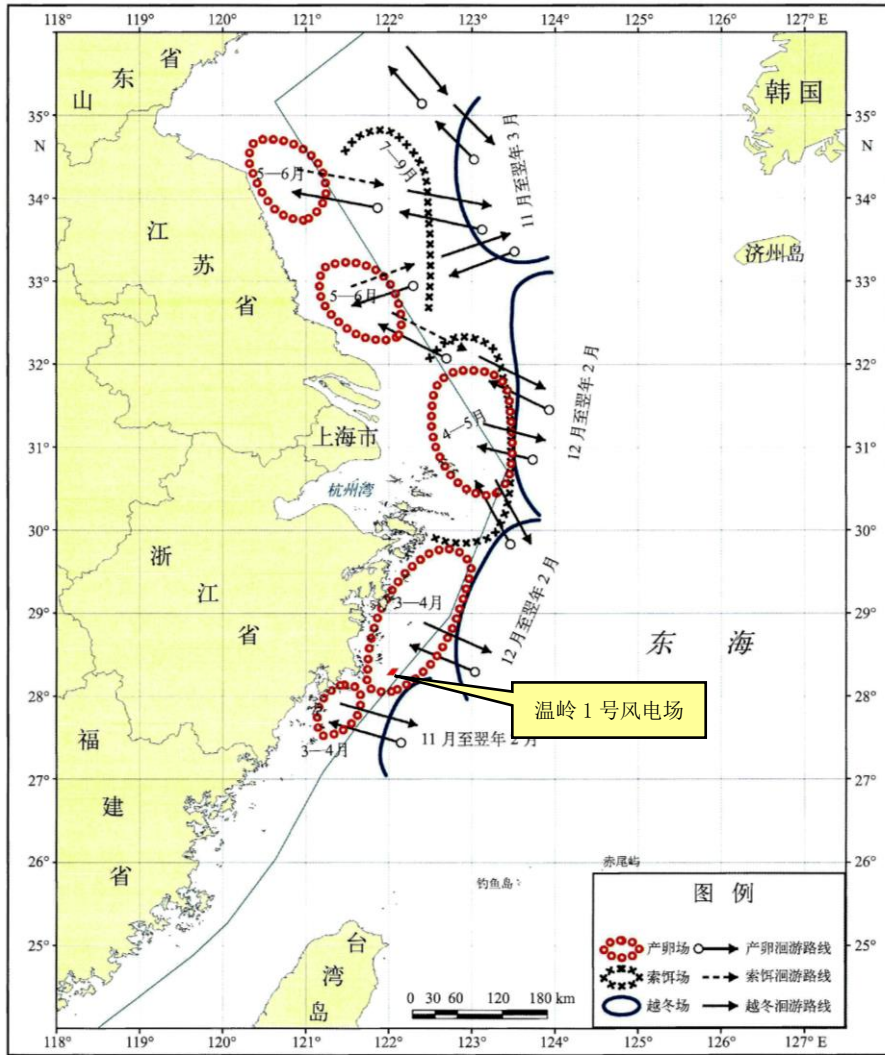 118° 119° 120° 121° 122° 123° 124° 125° 126° 127° E
山东省
韩国
35° 35°
N N
7—9月
11月至翌年3月
5—6月
34° 34°
江苏省
济州岛
33° 33°
5—6月
32° 32°
12月至翌年2月
4—5月
上海市
31° 31°
杭州湾
30° 30°
浙江省
3—4月
12月至翌年2月
29° 29°
东海
28° 28°
温岭1号风电场
11月至翌年2月
3—4月
福建省
27° 27°
26° 26°
赤尾屿
钓鱼岛
图例
台湾岛
25° 25°
产卵场 产卵洄游路线
索饵场 索饵洄游路线
越冬场 越冬洄游路线
0 30 60 120 180 km
118° 119° 120° 121° 122° 123° 124° 125° 126° 127° E